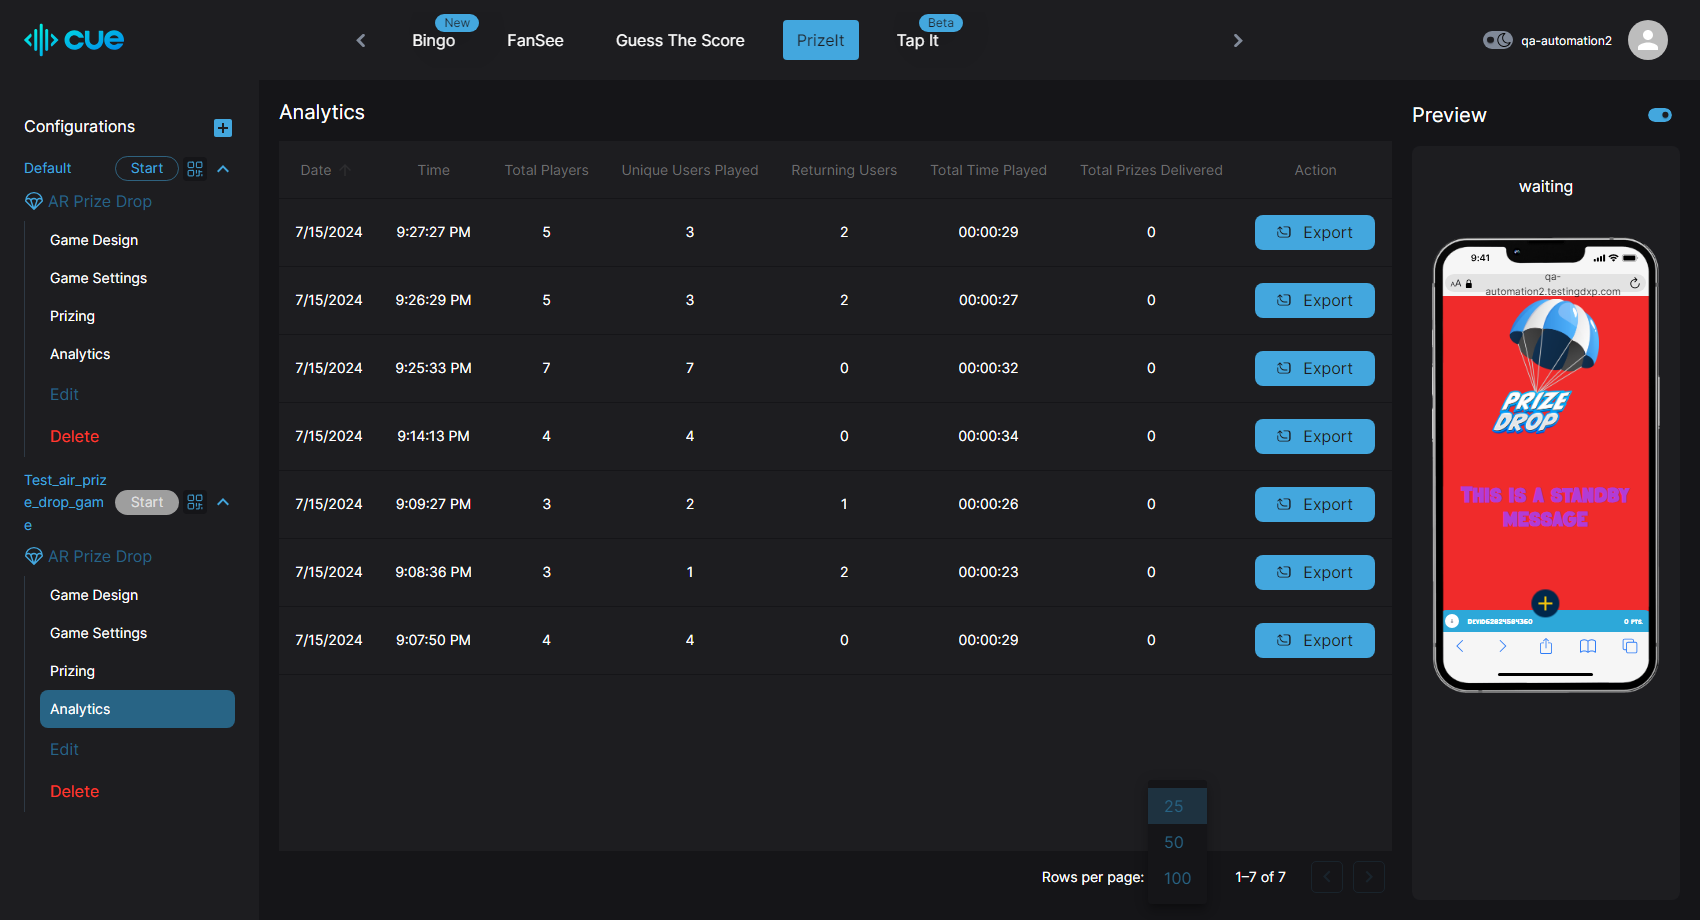 cue
New
Beta
Bingo
FanSee
Guess The Score
PrizeIt
Tap It
qa-automation2
Configurations
Default
Start
AR Prize Drop
Game Design
Game Settings
Prizing
Analytics
Edit
Delete
Test_air_priz
e_drop_gam
e
Start
AR Prize Drop
Game Design
Game Settings
Prizing
Analytics
Edit
Delete
Analytics
Date Time Total Players Unique Users Played Returning Users Total Time Played Total Prizes Delivered Action
7/15/2024 9:27:27 PM 5 3 2 00:00:29 0 Export
7/15/2024 9:26:29 PM 5 3 2 00:00:27 0 Export
7/15/2024 9:25:33 PM 7 7 0 00:00:32 0 Export
7/15/2024 9:14:13 PM 4 4 0 00:00:34 0 Export
7/15/2024 9:09:27 PM 3 2 1 00:00:26 0 Export
7/15/2024 9:08:36 PM 3 1 2 00:00:23 0 Export
7/15/2024 9:07:50 PM 4 4 0 00:00:29 0 Export
25
50
100
Rows per page:
1–7 of 7
Preview
waiting
9:41
AA
qa-
automation2.testingdxp.com
PRIZE
DROP
THIS IS A STANDBY
MESSAGE
0 PTS.